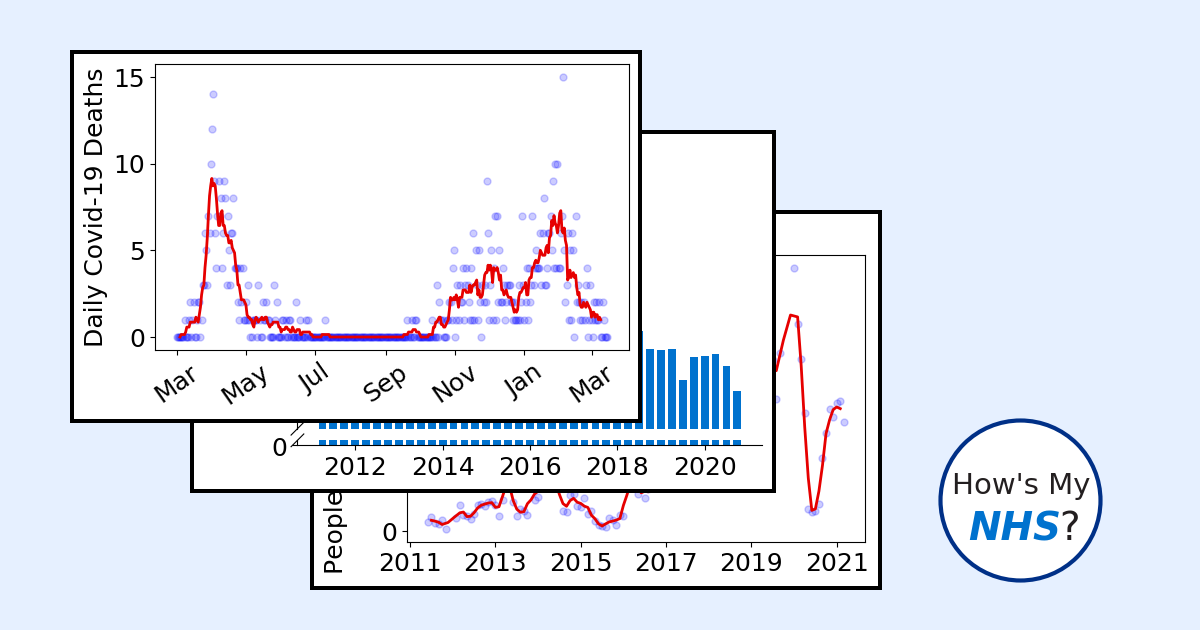 Daily Covid-19 Deaths
15
10
5
0
Mar May Jul Sep Nov Jan Mar
0
2012 2014 2016 2018 2020
People
0
2011 2013 2015 2017 2019 2021
How's My
NHS?